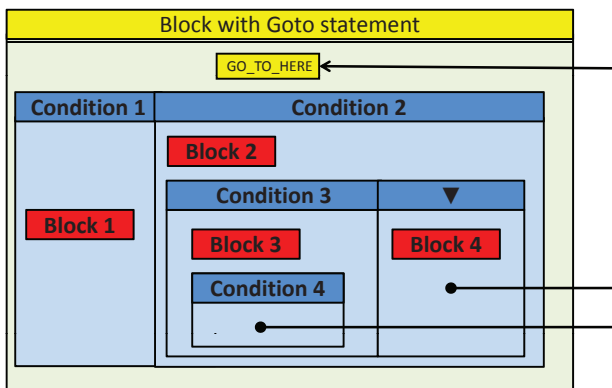 Block with Goto statement
GO_TO_HERE
Condition 1 Condition 2
Block 2
Condition 3 ▼
Block 1 Block 3 Block 4
Condition 4